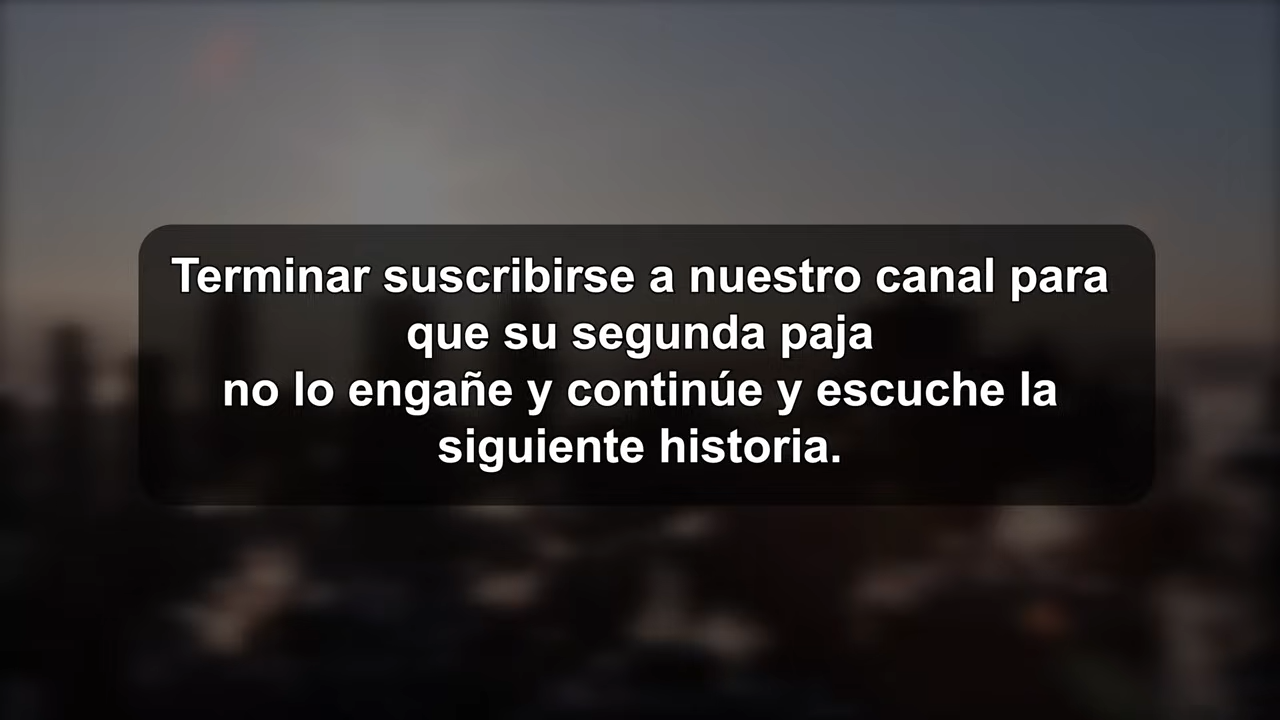 Terminar suscribirse a nuestro canal para
que su segunda paja
no lo engañe y continúe y escuche la
siguiente historia.